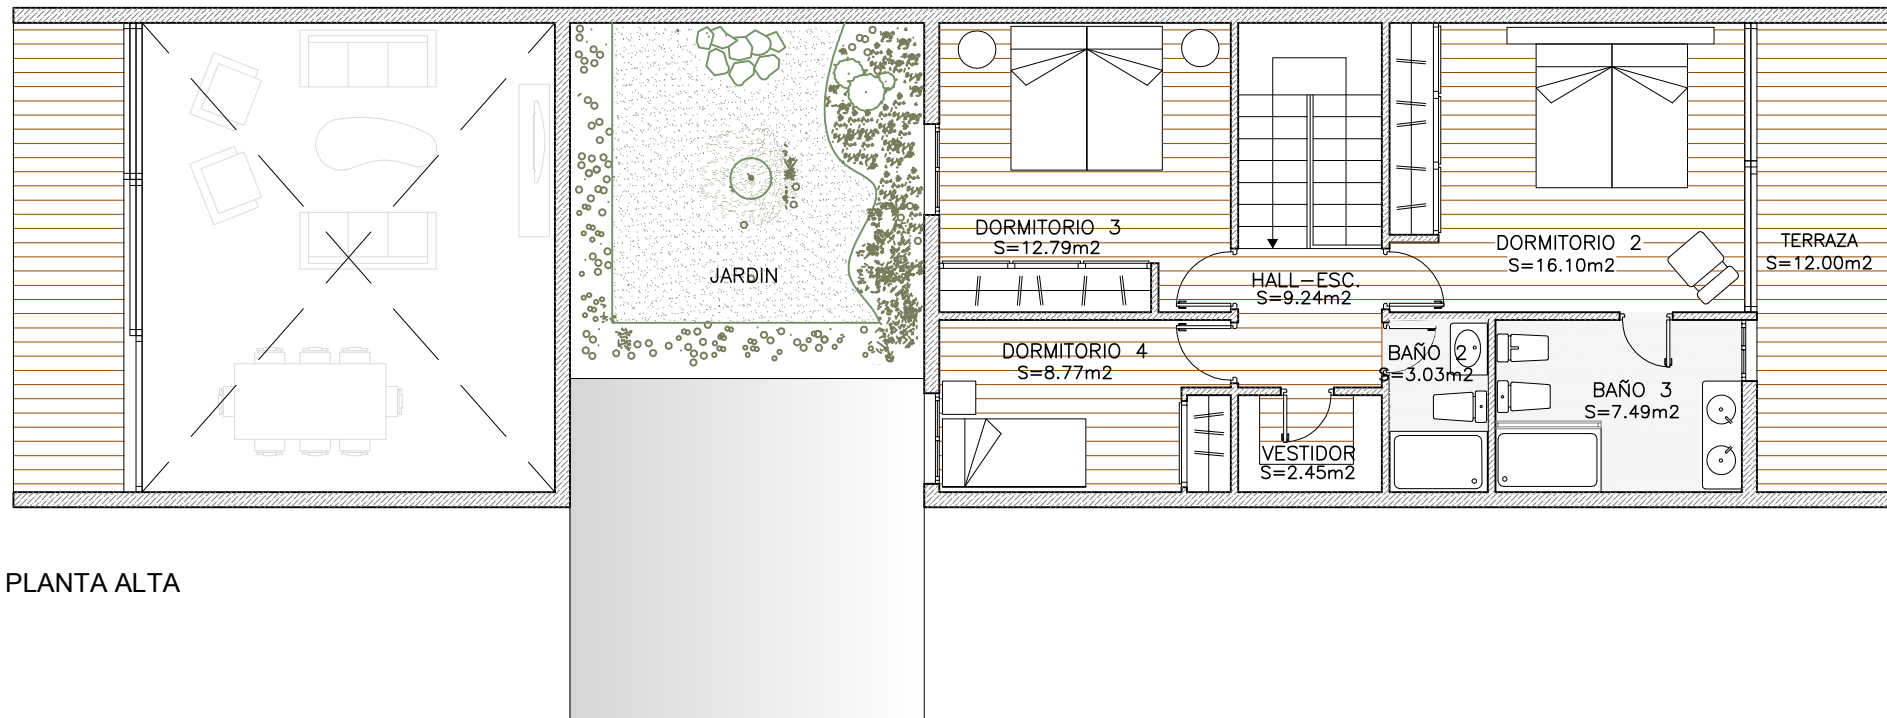 DORMITORIO 3
S=12.79m2
JARDIN
HALL-ESC.
S=9.24m2
DORMITORIO 2
S=16.10m2
TERRAZA
S=12.00m2
DORMITORIO 4
S=8.77m2
BAÑO 2
S=3.03m2
BAÑO 3
S=7.49m2
VESTIDOR
S=2.45m2
PLANTA ALTA